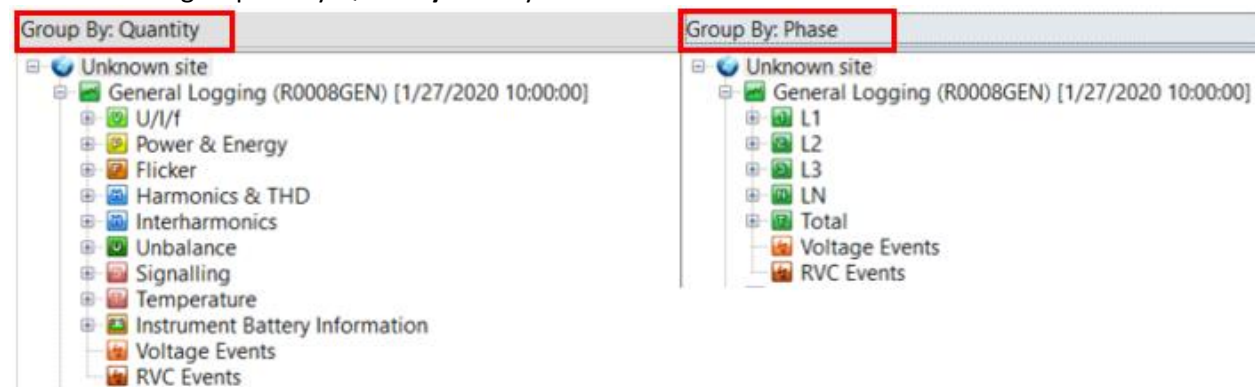 Group By: Quantity
Unknown site
General Logging (R0008GEN) [1/27/2020 10:00:00]
U/I/f
Power & Energy
Flicker
Harmonics & THD
Interharmonics
Unbalance
Signalling
Temperature
Instrument Battery Information
Voltage Events
RVC Events
Group By: Phase
Unknown site
General Logging (R0008GEN) [1/27/2020 10:00:00]
L1
L2
L3
LN
Total
Voltage Events
RVC Events